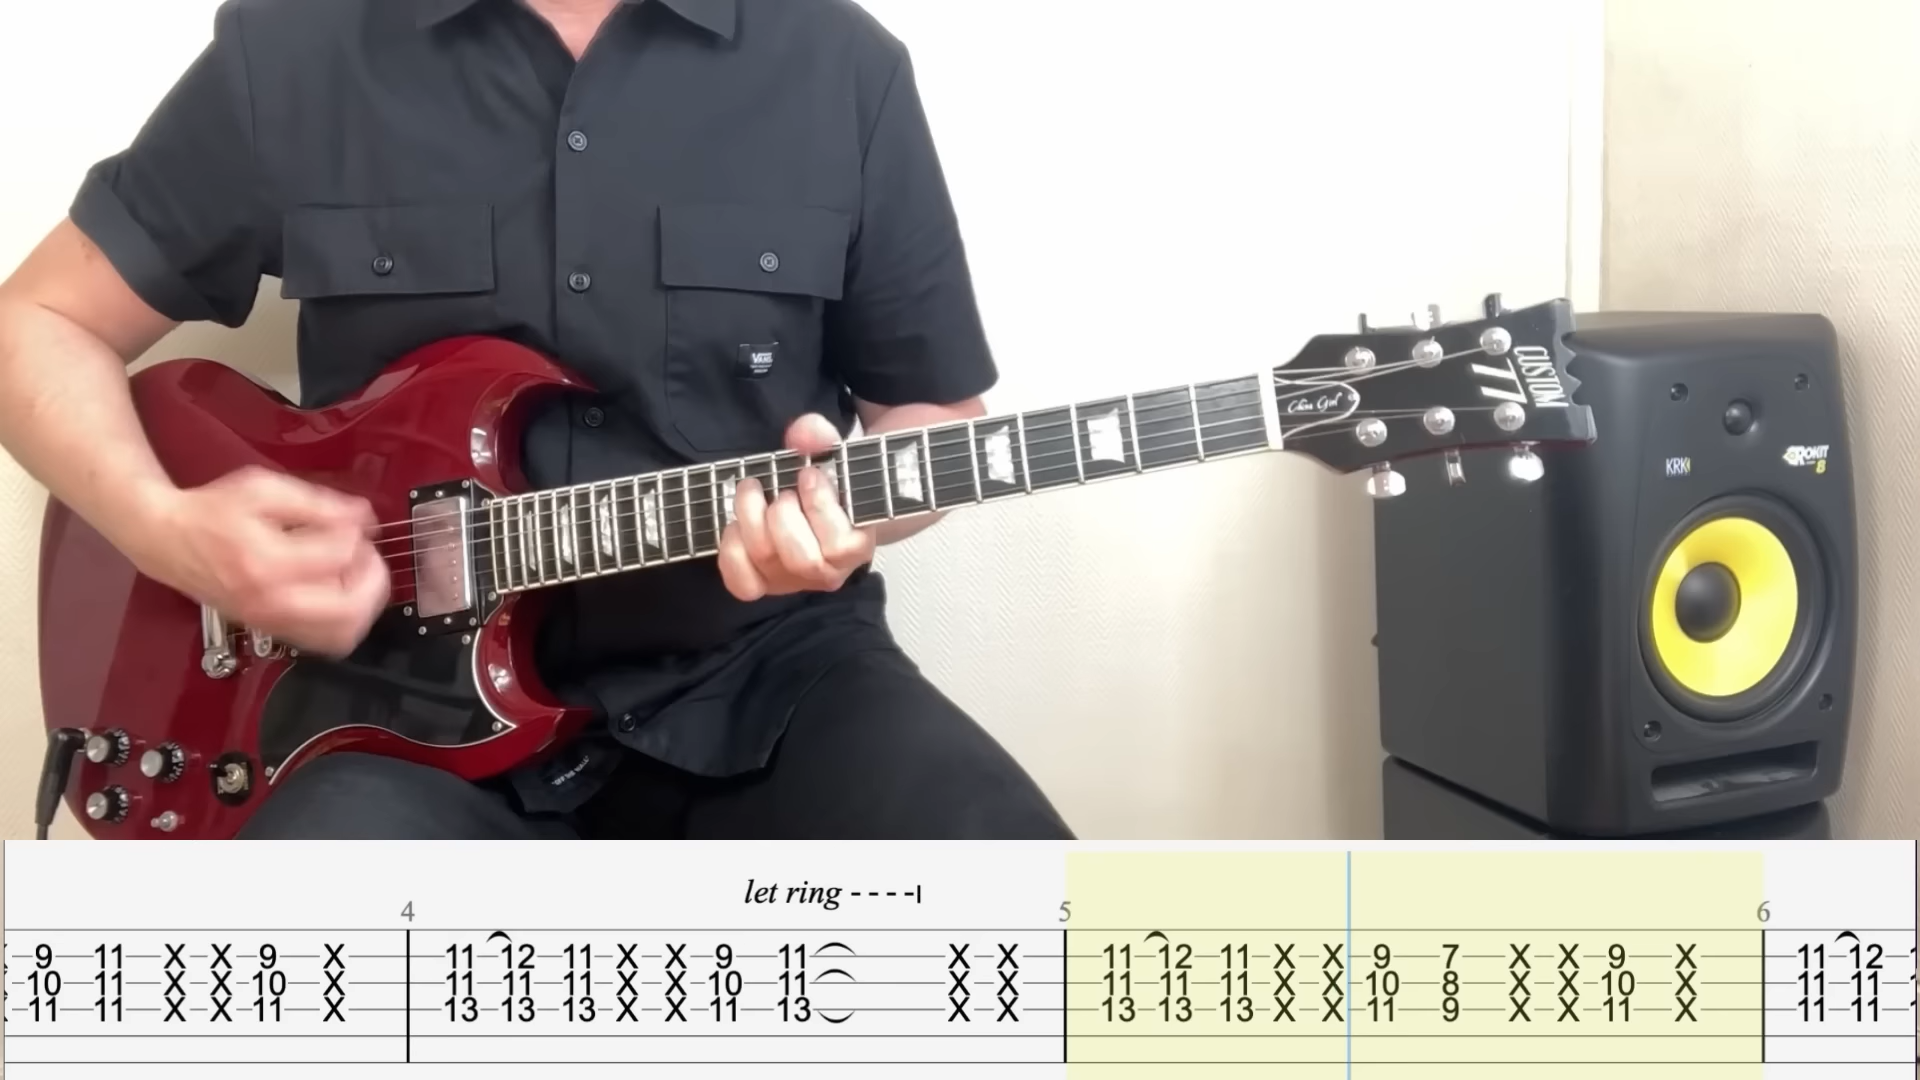 VANS
Chris Gol
CUSTOM
77
KRK
ROKIT
8
let ring ----|
4 5 6
9 11 X X 9 X 11 12 11 X X 9 11 X X 11 12 11 X X 9 7 X X 9 X 11 12
10 11 X X 10 X 11 11 11 X X 10 11 X X 11 11 11 X X 10 8 X X 10 X 11 11
11 11 X X 11 X 13 13 13 X X 11 13 X X 13 13 13 X X 11 9 X X 11 X 11 11